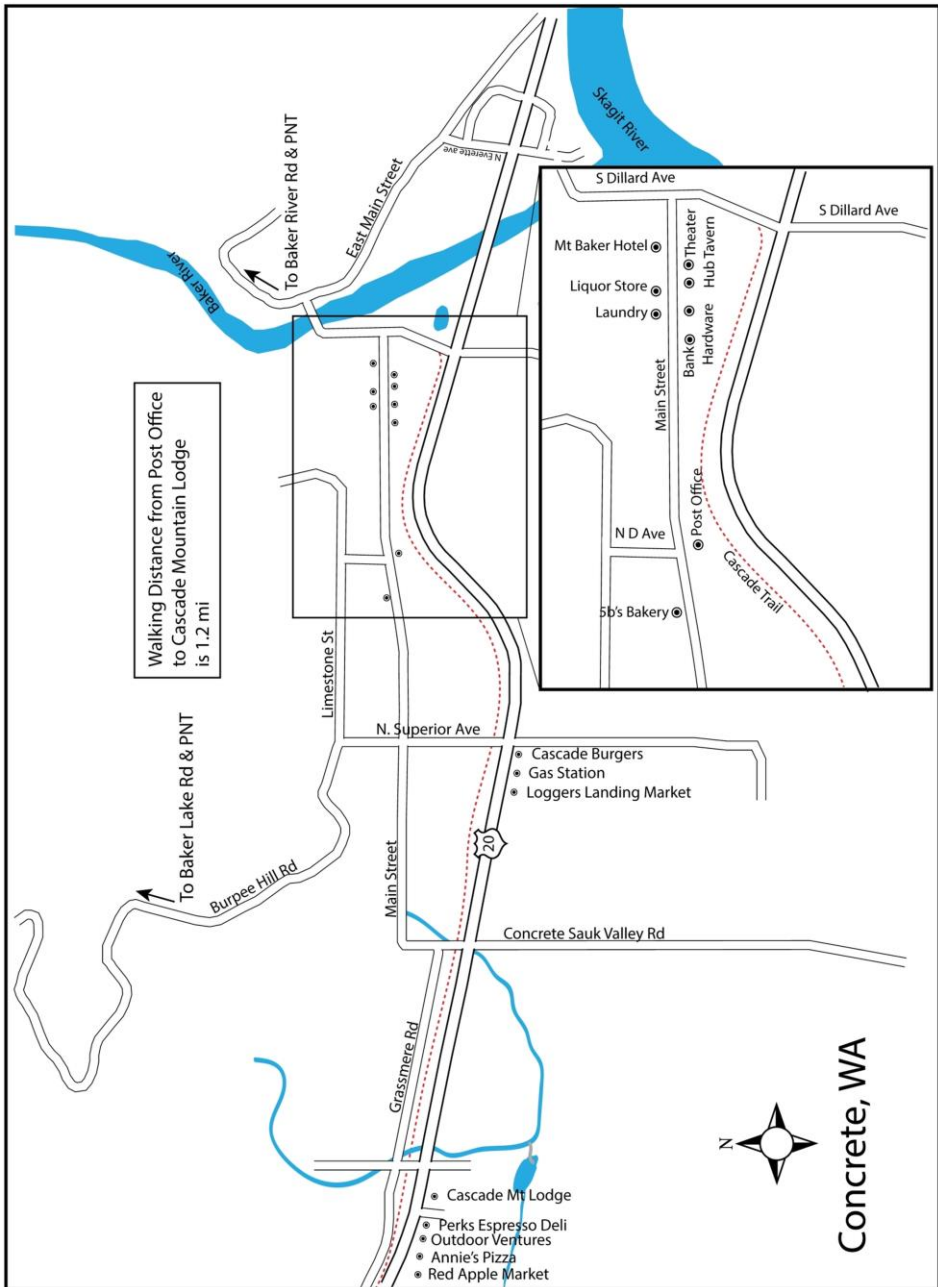 Skagit River
Baker River
To Baker River Rd & PNT
East Main Street
N Everette ave
Walking Distance from Post Office
to Cascade Mountain Lodge
is 1.2 mi
S Dillard Ave
S Dillard Ave
Mt Baker Hotel
Theater
Hub Tavern
Liquor Store
Laundry
Bank
Hardware
Main Street
Post Office
N D Ave
Cascade Trail
5b's Bakery
Limestone St
To Baker Lake Rd & PNT
N. Superior Ave
Cascade Burgers
Gas Station
Loggers Landing Market
20
Burpee Hill Rd
Main Street
Concrete Sauk Valley Rd
Grassmere Rd
Cascade Mt Lodge
Perks Espresso Deli
Outdoor Ventures
Annie's Pizza
Red Apple Market
N
Concrete, WA